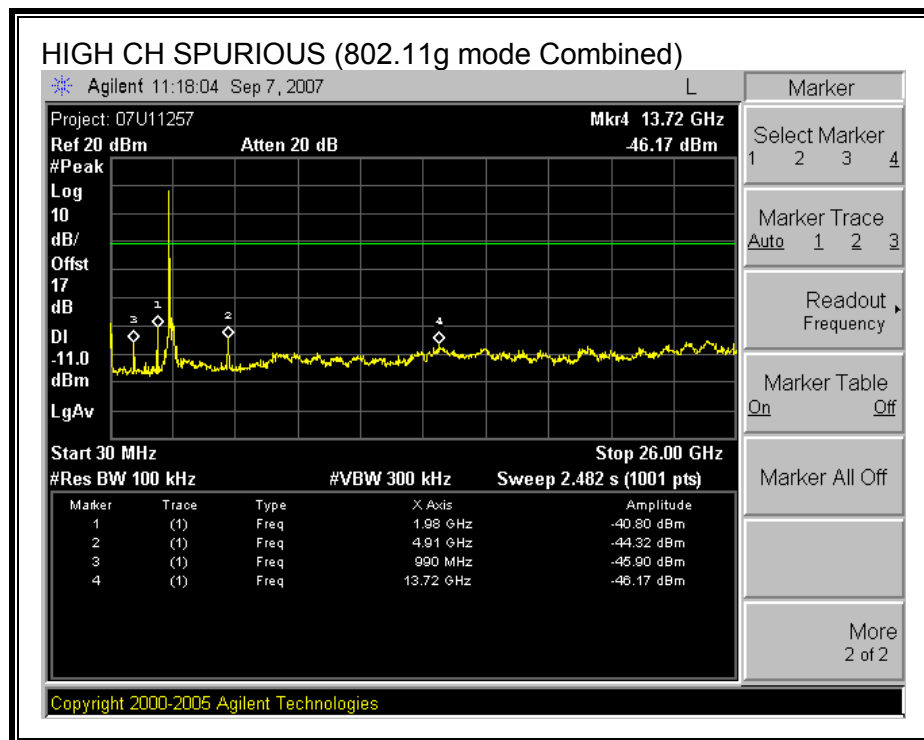 HIGH CH SPURIOUS (802.11g mode Combined)
Agilent 11:18:04 Sep 7, 2007 L
Marker
Project: 07U11257 Mkr4 13.72 GHz
Ref 20 dBm Atten 20 dB -46.17 dBm
#Peak
Log
10
dB/
Offst
17
dB
DI
-11.0
dBm
LgAv
3 1 2 4
Start 30 MHz Stop 26.00 GHz
#Res BW 100 kHz #VBW 300 kHz Sweep 2.482 s (1001 pts)
Marker Trace Type X Axis Amplitude
1 (1) Freq 1.98 GHz -40.80 dBm
2 (1) Freq 4.91 GHz -44.32 dBm
3 (1) Freq 990 MHz -45.90 dBm
4 (1) Freq 13.72 GHz -46.17 dBm
Select Marker
1 2 3 4
Marker Trace
Auto 1 2 3
Readout
Frequency
Marker Table
On Off
Marker All Off
More
2 of 2
Copyright 2000-2005 Agilent Technologies